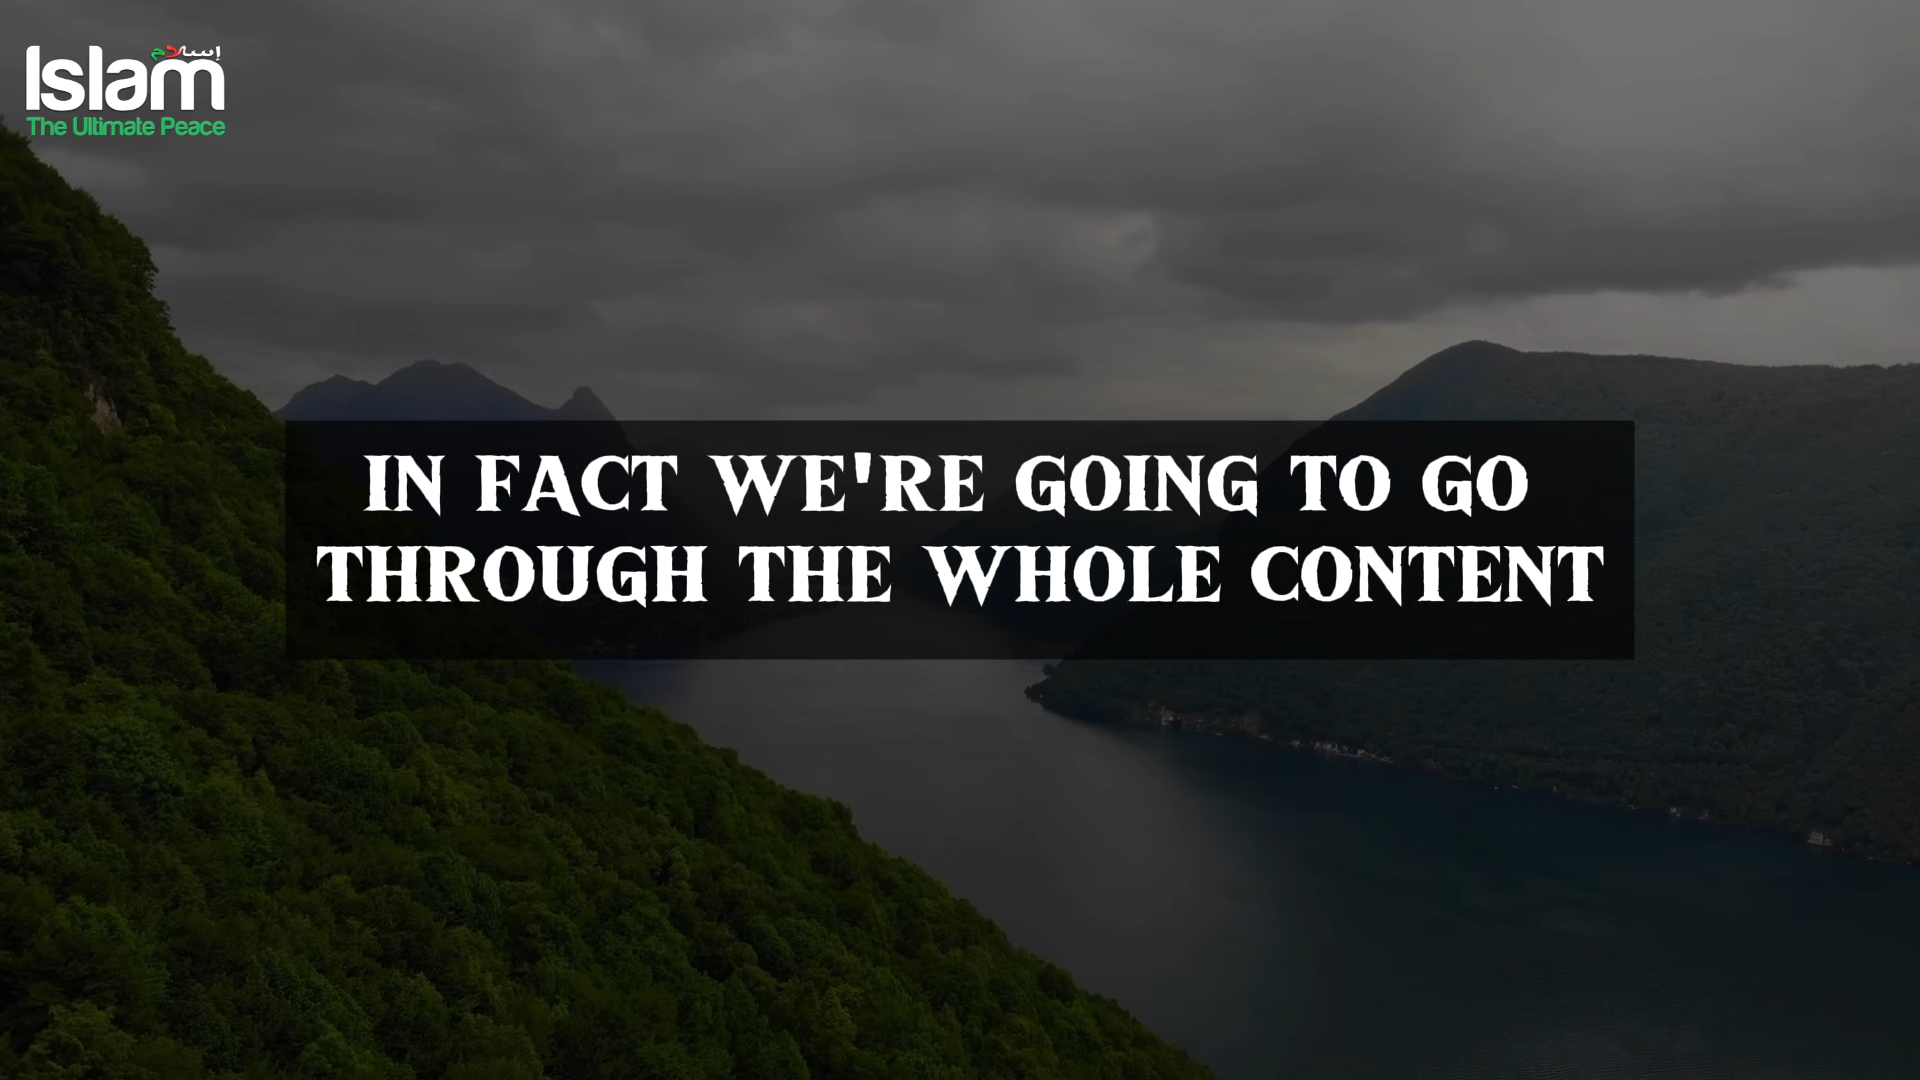 إسلام
Islam
The Ultimate Peace
IN FACT WE'RE GOING TO GO
THROUGH THE WHOLE CONTENT